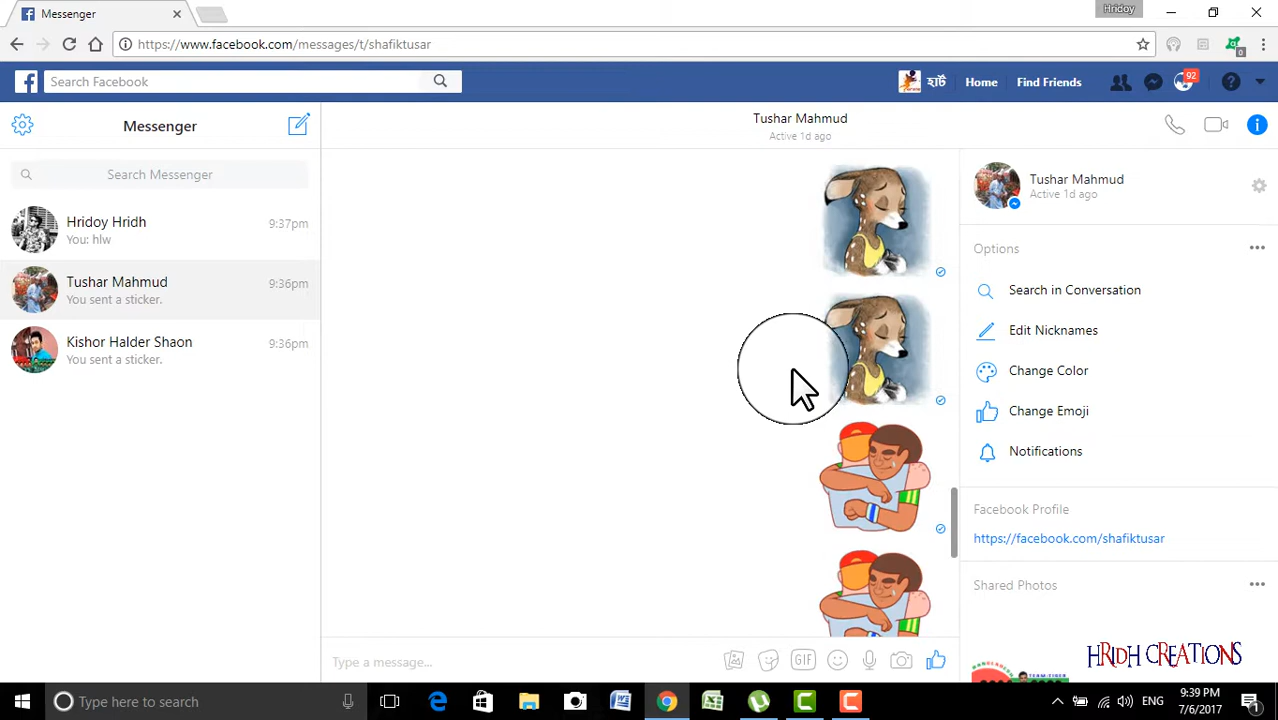 Messenger
Hridoy
https://www.facebook.com/messages/t/shafiktusar
Search Facebook
হার্ট
Home
Find Friends
92
Messenger
Search Messenger
Hridoy Hridh
9:37pm
You: hlw
Tushar Mahmud
9:36pm
You sent a sticker.
Kishor Halder Shaon
9:36pm
You sent a sticker.
Tushar Mahmud
Active 1d ago
Type a message...
GIF
Tushar Mahmud
Active 1d ago
Options
Search in Conversation
Edit Nicknames
Change Color
Change Emoji
Notifications
Facebook Profile
https://facebook.com/shafiktusar
Shared Photos
HRIDH CREATIONS
Type here to search
ENG
9:39 PM
7/6/2017